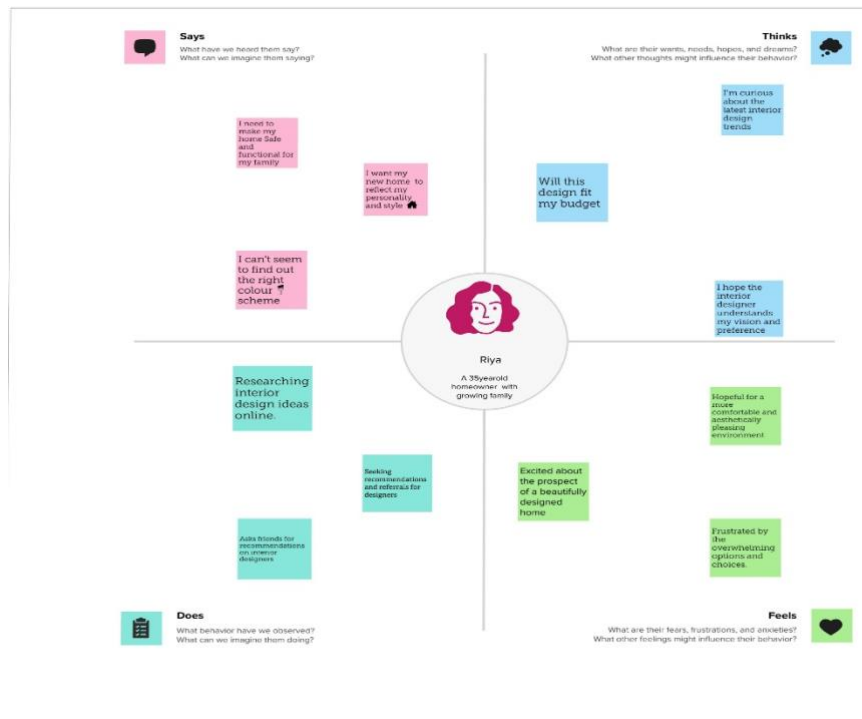 Says
What have we heard them say?
What can we imagine them saying?
Thinks
What are their wants, needs, hopes, and dreams?
What other thoughts might influence their behavior?
I need to
make my
home Safe
and
functional for
my family
I want my
new home to
reflect my
personality
and style
I can't seem
to find out
the right
colour
scheme
I'm curious
about the
latest interior
design
trends
Will this
design fit
my budget
I hope the
interior
designer
understands
my vision and
preference
Riya
A 35yearold
homeowner with
growing family
Researching
interior
design ideas
online.
Seeking
recommendations
and referrals for
designers
Asks friends for
recommendations
on interior
designers
Hopeful for a
more
comfortable and
aesthetically
pleasing
environment
Excited about
the prospect
of a beautifully
designed
home
Frustrated by
the
overwhelming
options and
choices.
Does
What behavior have we observed?
What can we imagine them doing?
Feels
What are their fears, frustrations, and anxieties?
What other feelings might influence their behavior?